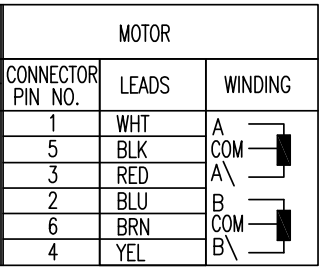 MOTOR
CONNECTOR PIN NO. LEADS WINDING
1 WHT A
5 BLK COM
3 RED A\
2 BLU B
6 BRN COM
4 YEL B\